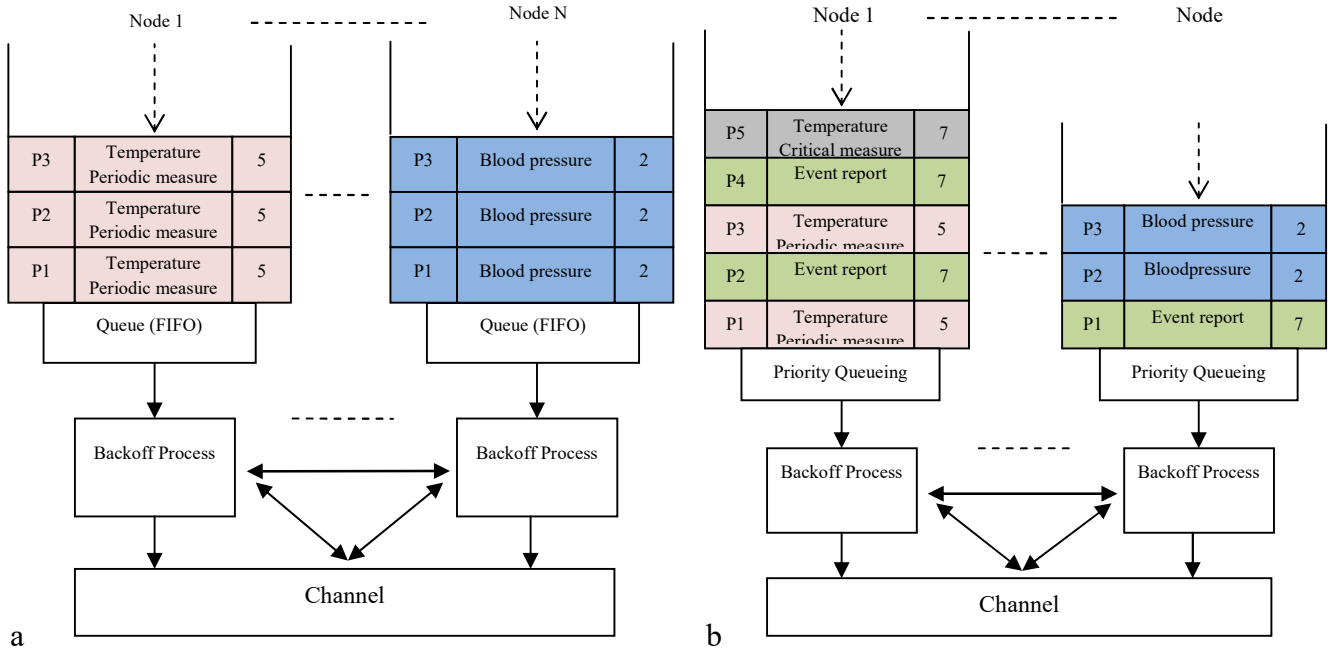 Node 1
Node N
P3
Temperature
Periodic measure
5
P2
Temperature
Periodic measure
5
P1
Temperature
Periodic measure
5
Queue (FIFO)
P3
Blood pressure
2
P2
Blood pressure
2
P1
Blood pressure
2
Queue (FIFO)
Backoff Process
Backoff Process
Channel
a
Node 1
Node
P5
Temperature
Critical measure
7
P4
Event report
7
P3
Temperature
Periodic measure
5
P2
Event report
7
P1
Temperature
Periodic measure
5
Priority Queueing
P3
Blood pressure
2
P2
Bloodpressure
2
P1
Event report
7
Priority Queueing
Backoff Process
Backoff Process
Channel
b